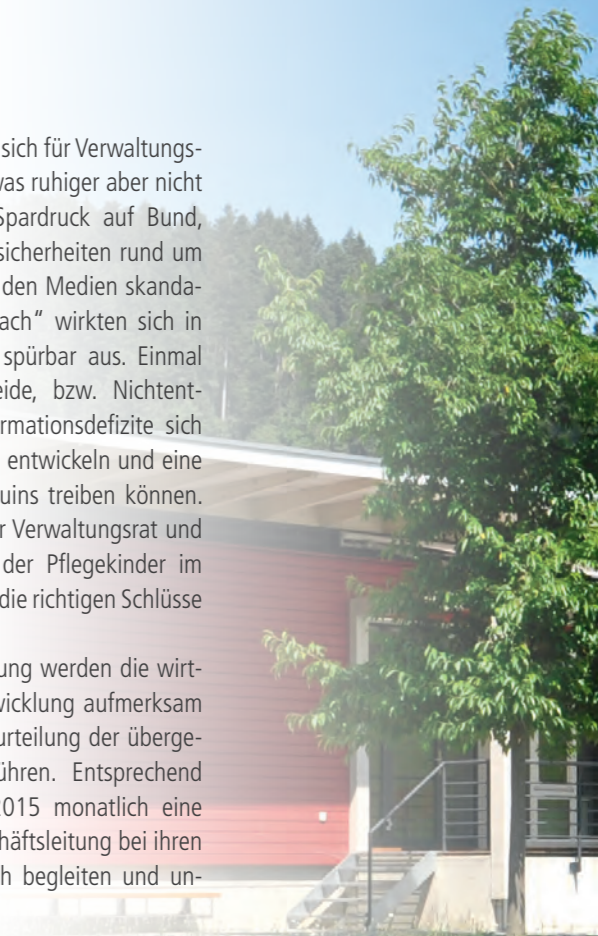 sich für Verwaltungs-
was ruhiger aber nicht
Spardruck auf Bund,
sicherheiten rund um
den Medien skanda-
ach“ wirkten sich in
spürbar aus. Einmal
eide, bzw. Nichtent-
rmationsdefizite sich
entwickeln und eine
uins treiben können.
r Verwaltungsrat und
der Pflegekinder im
die richtigen Schlüsse
ung werden die wirt-
wicklung aufmerksam
urteilung der überge-
ühren. Entsprechend
2015 monatlich eine
häftsleitung bei ihren
h begleiten und un-